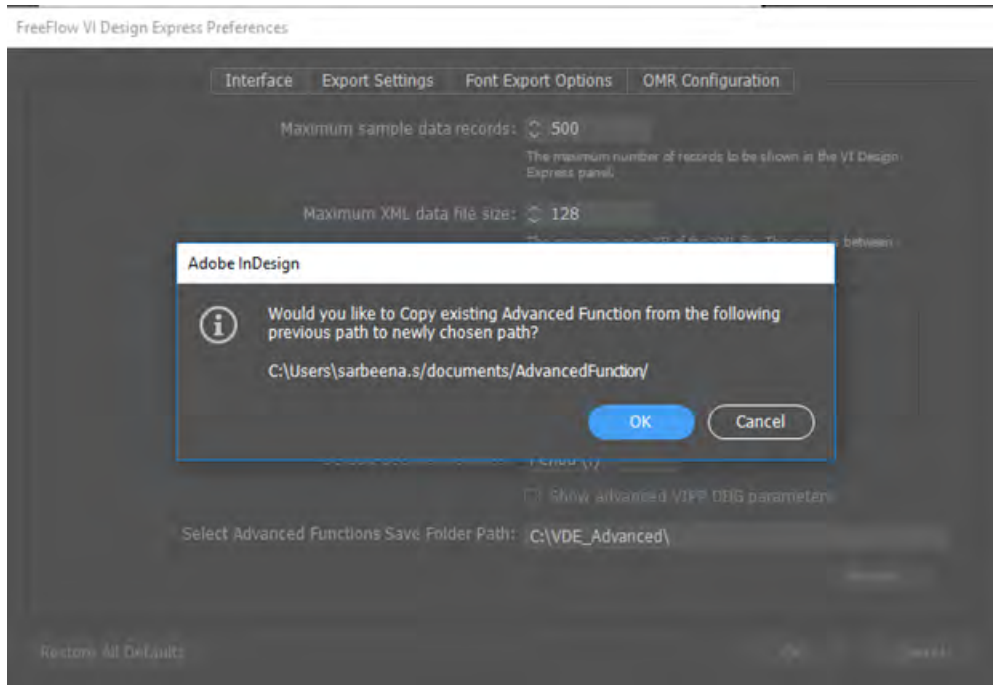 FreeFlow VI Design Express Preferences
Interface Export Settings Font Export Options OMR Configuration
Maximum sample data records: 500
The maximum number of records to be shown in the VI Design
Express panel.
Maximum XML data file size: 128
between
Adobe InDesign
Would you like to Copy existing Advanced Function from the following
previous path to newly chosen path?
C:\Users\sarbeena.s/documents/AdvancedFunction/
OK Cancel
Show advanced VIPP DBG parameters
Select Advanced Functions Save Folder Path: C:\VDE_Advanced\
Restore All Defaults